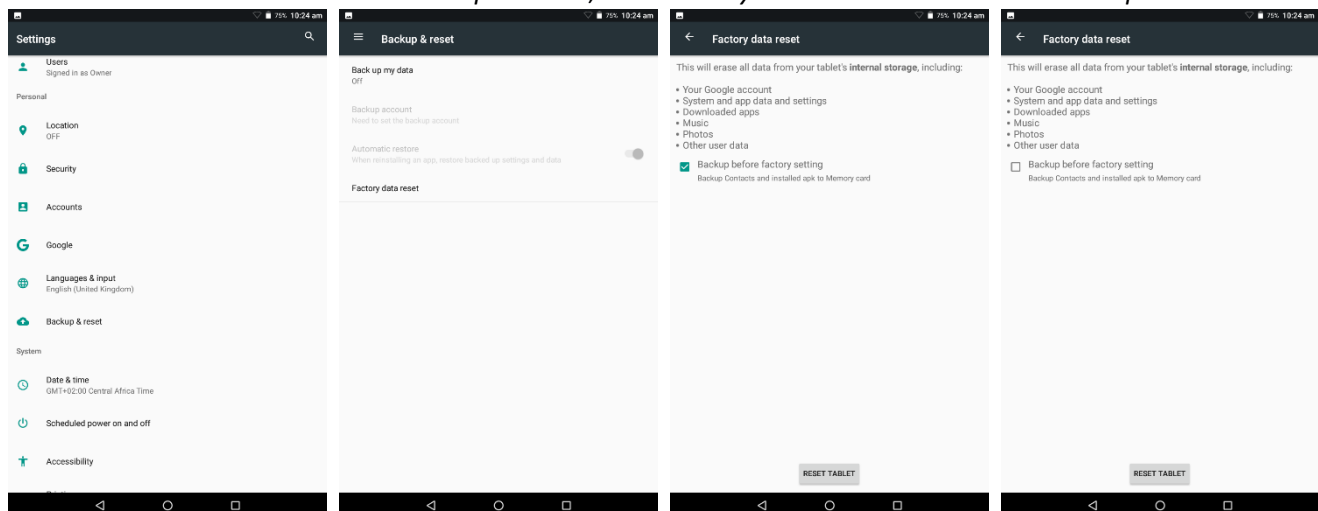 75% 10:24 am
Settings
Users
Signed in as Owner
Personal
Location
OFF
Security
Accounts
Google
Languages & input
English (United Kingdom)
Backup & reset
System
Date & time
GMT+02:00 Central Africa Time
Scheduled power on and off
Accessibility
75% 10:24 am
Backup & reset
Back up my data
Off
Backup account
Need to set the backup account
Automatic restore
When reinstalling an app, restore backed up settings and data
Factory data reset
75% 10:24 am
Factory data reset
This will erase all data from your tablet's internal storage, including:
• Your Google account
• System and app data and settings
• Downloaded apps
• Music
• Photos
• Other user data
Backup before factory setting
Backup Contacts and installed apk to Memory card
RESET TABLET
75% 10:24 am
Factory data reset
This will erase all data from your tablet's internal storage, including:
• Your Google account
• System and app data and settings
• Downloaded apps
• Music
• Photos
• Other user data
Backup before factory setting
Backup Contacts and installed apk to Memory card
RESET TABLET